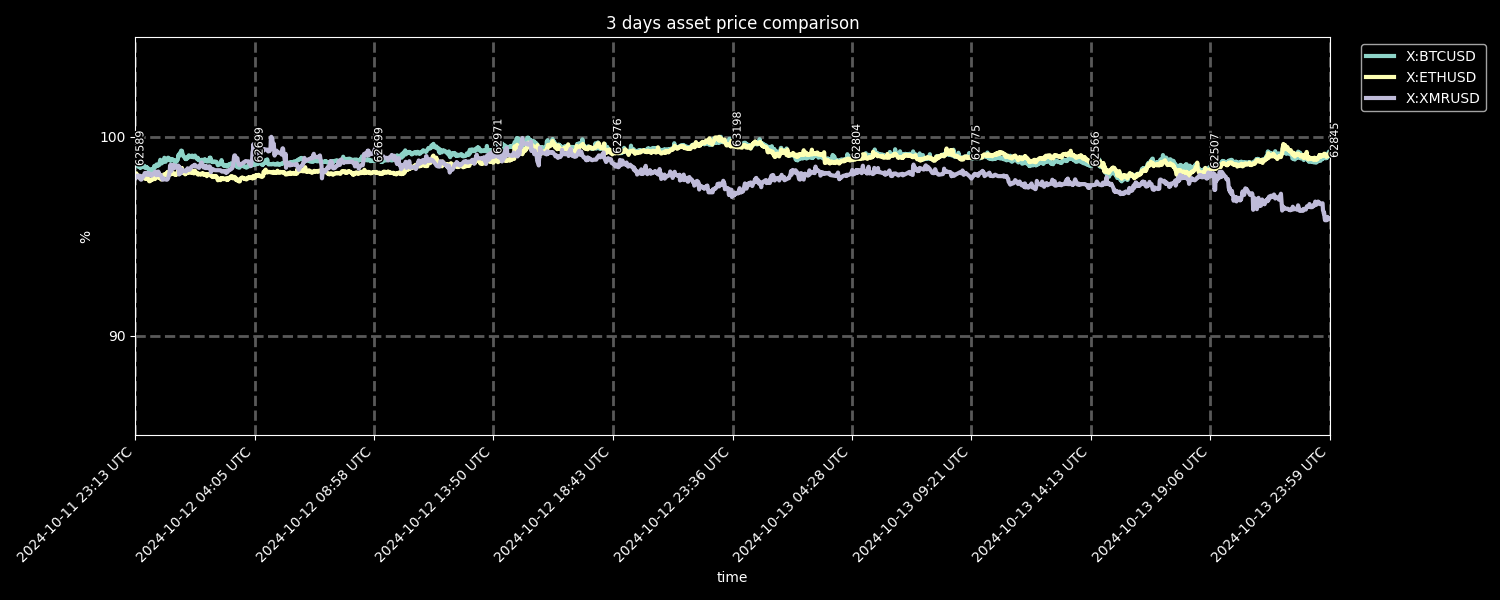 3 days asset price comparison
X:BTCUSD
X:ETHUSD
X:XMRUSD
100
90
%
62589
62699
62699
62971
62976
63198
62804
62775
62566
62507
62845
2024-10-11 23:13 UTC
2024-10-12 04:05 UTC
2024-10-12 08:58 UTC
2024-10-12 13:50 UTC
2024-10-12 18:43 UTC
2024-10-12 23:36 UTC
2024-10-13 04:28 UTC
2024-10-13 09:21 UTC
2024-10-13 14:13 UTC
2024-10-13 19:06 UTC
2024-10-13 23:59 UTC
time